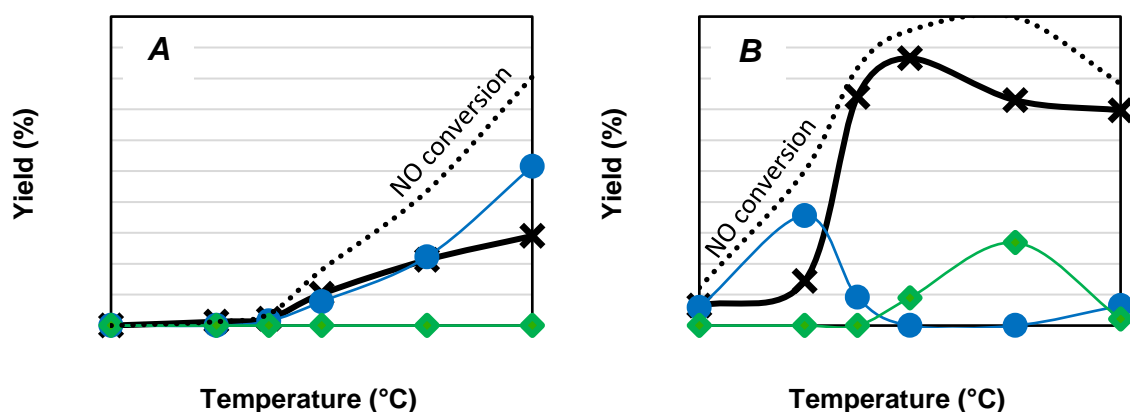 A
Yield (%)
NO conversion
Temperature (°C)
B
Yield (%)
NO conversion
Temperature (°C)